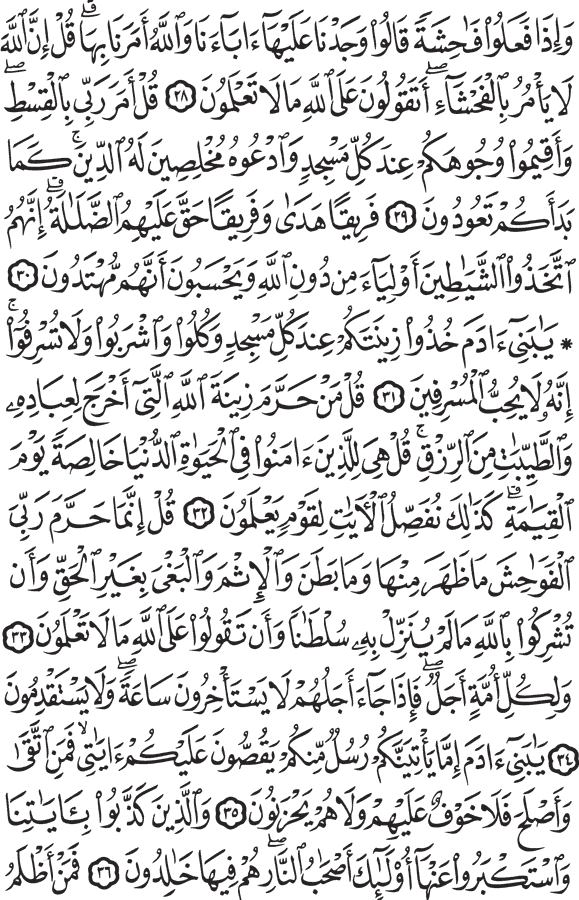 وَإِذَا فَعَلُوا۟ فَـٰحِشَةً قَالُوا۟ وَجَدْنَا عَلَيْهَآ ءَابَآءَنَا وَٱللَّهُ أَمَرَنَا بِهَا ۗ قُلْ إِنَّ ٱللَّهَ
لَا يَأْمُرُ بِٱلْفَحْشَآءِ ۖ أَتَقُولُونَ عَلَى ٱللَّهِ مَا لَا تَعْلَمُونَ ٢٨ قُلْ أَمَرَ رَبِّى بِٱلْقِسْطِ ۖ
وَأَقِيمُوا۟ وُجُوهَكُمْ عِندَ كُلِّ مَسْجِدٍ وَٱدْعُوهُ مُخْلِصِينَ لَهُ ٱلدِّينَ ۚ كَمَا
بَدَأَكُمْ تَعُودُونَ ٢٩ فَرِيقًا هَدَىٰ وَفَرِيقًا حَقَّ عَلَيْهِمُ ٱلضَّلَـٰلَةُ ۗ إِنَّهُمُ
ٱتَّخَذُوا۟ ٱلشَّيَـٰطِينَ أَوْلِيَآءَ مِن دُونِ ٱللَّهِ وَيَحْسَبُونَ أَنَّهُم مُّهْتَدُونَ ٣٠
۞ يَـٰبَنِىٓ ءَادَمَ خُذُوا۟ زِينَتَكُمْ عِندَ كُلِّ مَسْجِدٍ وَكُلُوا۟ وَٱشْرَبُوا۟ وَلَا تُسْرِفُوٓا۟ ۚ
إِنَّهُۥ لَا يُحِبُّ ٱلْمُسْرِفِينَ ٣١ قُلْ مَنْ حَرَّمَ زِينَةَ ٱللَّهِ ٱلَّتِىٓ أَخْرَجَ لِعِبَادِهِۦ
وَٱلطَّيِّبَـٰتِ مِنَ ٱلرِّزْقِ ۚ قُلْ هِىَ لِلَّذِينَ ءَامَنُوا۟ فِى ٱلْحَيَوٰةِ ٱلدُّنْيَا خَالِصَةً يَوْمَ
ٱلْقِيَـٰمَةِ ۗ كَذَٰلِكَ نُفَصِّلُ ٱلْـَٔايَـٰتِ لِقَوْمٍ يَعْلَمُونَ ٣٢ قُلْ إِنَّمَا حَرَّمَ رَبِّىَ
ٱلْفَوَٰحِشَ مَا ظَهَرَ مِنْهَا وَمَا بَطَنَ وَٱلْإِثْمَ وَٱلْبَغْىَ بِغَيْرِ ٱلْحَقِّ وَأَن
تُشْرِكُوا۟ بِٱللَّهِ مَا لَمْ يُنَزِّلْ بِهِۦ سُلْطَـٰنًا وَأَن تَقُولُوا۟ عَلَى ٱللَّهِ مَا لَا تَعْلَمُونَ ٣٣
وَلِكُلِّ أُمَّةٍ أَجَلٌ ۖ فَإِذَا جَآءَ أَجَلُهُمْ لَا يَسْتَأْخِرُونَ سَاعَةً ۖ وَلَا يَسْتَقْدِمُونَ
٣٤ يَـٰبَنِىٓ ءَادَمَ إِمَّا يَأْتِيَنَّكُمْ رُسُلٌ مِّنكُمْ يَقُصُّونَ عَلَيْكُمْ ءَايَـٰتِى ۙ فَمَنِ ٱتَّقَىٰ
وَأَصْلَحَ فَلَا خَوْفٌ عَلَيْهِمْ وَلَا هُمْ يَحْزَنُونَ ٣٥ وَٱلَّذِينَ كَذَّبُوا۟ بِـَٔايَـٰتِنَا
وَٱسْتَكْبَرُوا۟ عَنْهَآ أُو۟لَـٰٓئِكَ أَصْحَـٰبُ ٱلنَّارِ ۖ هُمْ فِيهَا خَـٰلِدُونَ ٣٦ فَمَنْ أَظْلَمُ